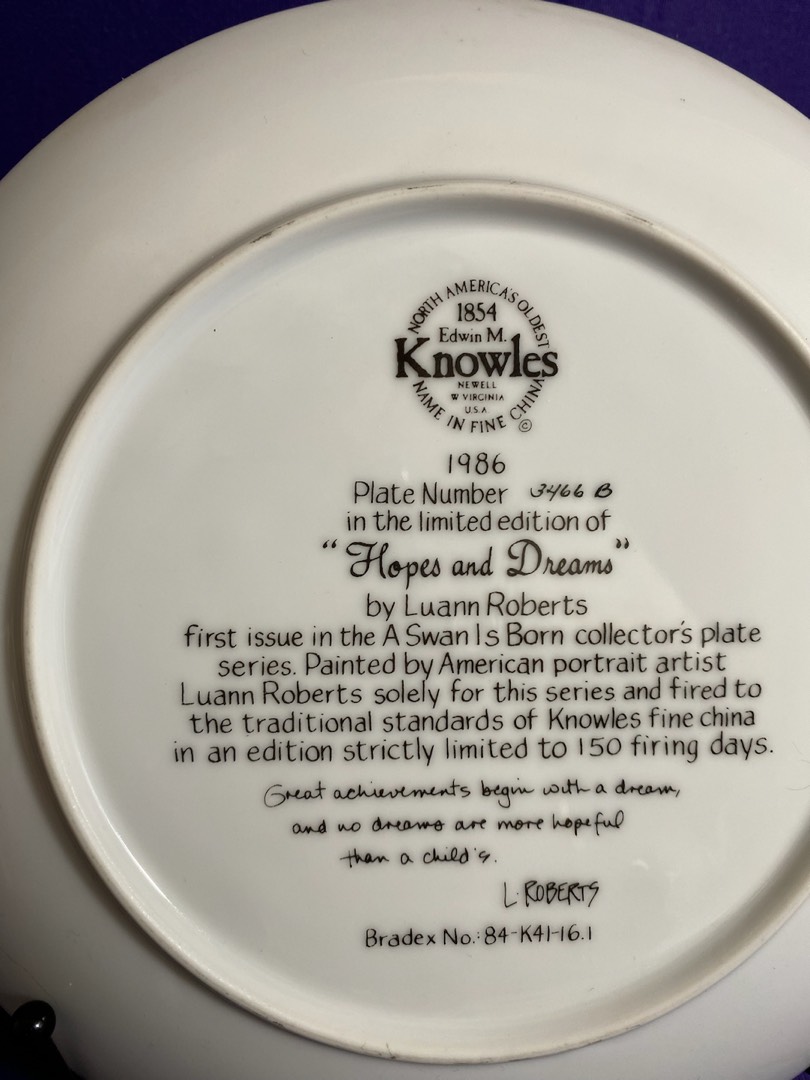 NORTH AMERICA'S OLDEST
1854
Edwin M.
Knowles
NEWELL
W VIRGINIA
U.S.A
NAME IN FINE CHINA
©
1986
Plate Number 3466 B
in the limited edition of
“Hopes and Dreams”
by Luann Roberts
first issue in the A Swan Is Born collector's plate
series. Painted by American portrait artist
Luann Roberts solely for this series and fired to
the traditional standards of Knowles fine china
in an edition strictly limited to 150 firing days.
Great achievements begin with a dream,
and no dreams are more hopeful
than a child's.
L. ROBERTS
Bradex No.: 84-K41-16.1